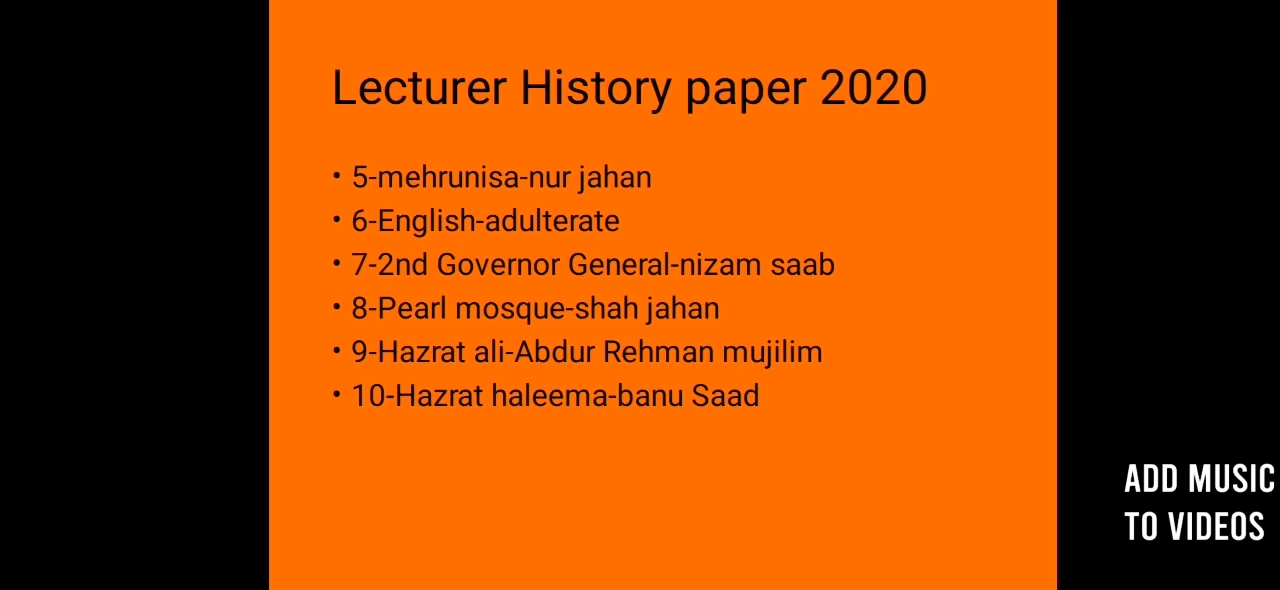 Lecturer History paper 2020
• 5-mehrunisa-nur jahan
• 6-English-adulterate
• 7-2nd Governor General-nizam saab
• 8-Pearl mosque-shah jahan
• 9-Hazrat ali-Abdur Rehman mujilim
• 10-Hazrat haleema-banu Saad
ADD MUSIC
TO VIDEOS